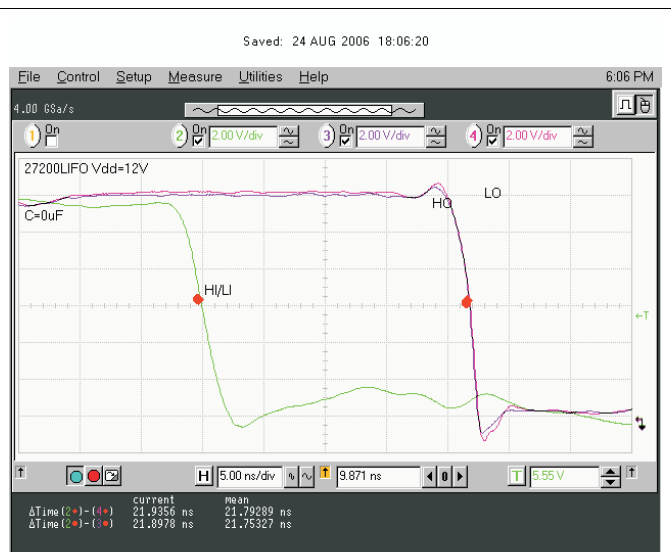 Saved: 24 AUG 2006 18:06:20
File Control Setup Measure Utilities Help 6:06 PM
4.00 GSa/s
1 On 2 On 2.00 V/div 3 On 2.00 V/div 4 On 2.00 V/div
27200LIFO Vdd=12V
C=0uF
HO
LO
HI/LI
←T
H 5.00 ns/div 9.871 ns 0 T 5.55 V
current mean
ΔTime(2)-(4) 21.9356 ns 21.79289 ns
ΔTime(2)-(3) 21.8978 ns 21.75327 ns